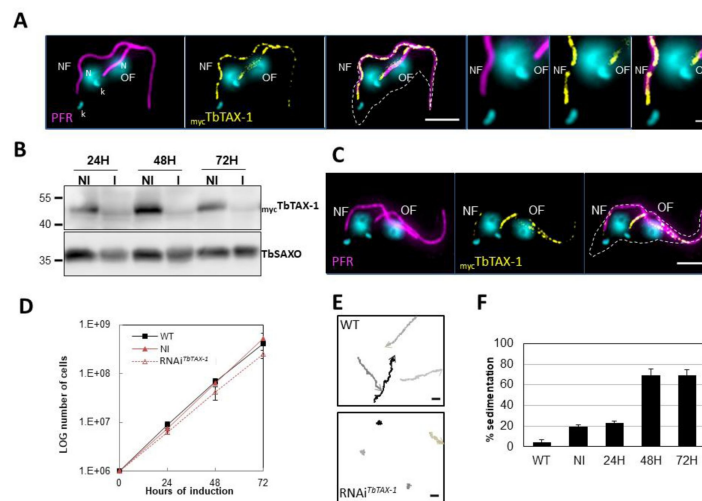 A
NF
N
N
OF
k
k
PFR
mycTbTAX-1
NF
OF
NF
OF
NF
OF
NF
OF
B
24H 48H 72H
NI I NI I NI I
55
40
mycTbTAX-1
35
TbSAXO
C
NF
OF
PFR
NF
OF
mycTbTAX-1
NF
OF
D
LOG number of cells
1.E+09
1.E+08
1.E+07
1.E+06
WT
NI
RNAiTbTAX-1
0 24 48 72
Hours of induction
E
WT
RNAiTbTAX-1
F
% sedimentation
100
80
60
40
20
0
WT NI 24H 48H 72H